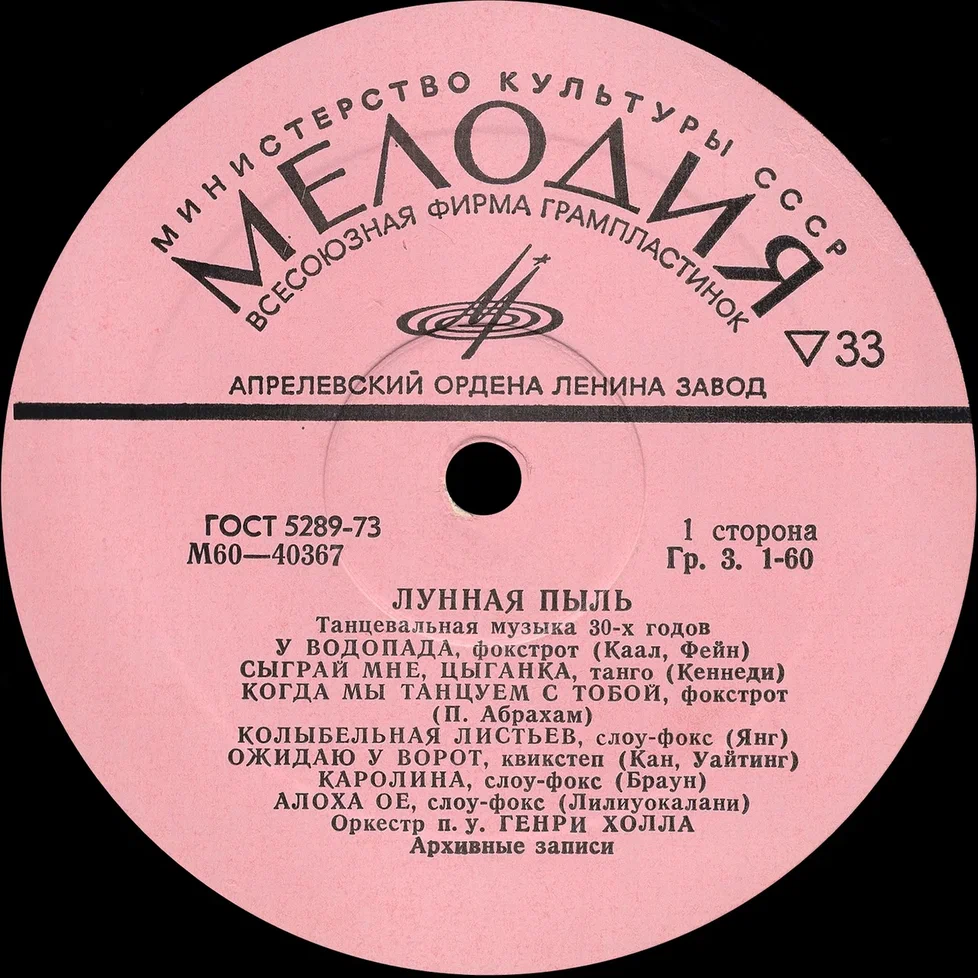 МИНИСТЕРСТВО КУЛЬТУРЫ СССР
МЕЛОДИЯ
ВСЕСОЮЗНАЯ ФИРМА ГРАМПЛАСТИНОК
33
АПРЕЛЕВСКИЙ ОРДЕНА ЛЕНИНА ЗАВОД
ГОСТ 5289-73
М60—40367
1 сторона
Гр. 3. 1-60
ЛУННАЯ ПЫЛЬ
Танцевальная музыка 30-х годов
У ВОДОПАДА, фокстрот (Каал, Фейн)
СЫГРАЙ МНЕ, ЦЫГАНКА, танго (Кеннеди)
КОГДА МЫ ТАНЦУЕМ С ТОБОЙ, фокстрот
(П. Абрахам)
КОЛЫБЕЛЬНАЯ ЛИСТЬЕВ, слоу-фокс (Янг)
ОЖИДАЮ У ВОРОТ, квикстеп (Кан, Уайтинг)
КАРОЛИНА, слоу-фокс (Браун)
АЛОХА ОЕ, слоу-фокс (Лилиуокалани)
Оркестр п. у. ГЕНРИ ХОЛЛА
Архивные записи